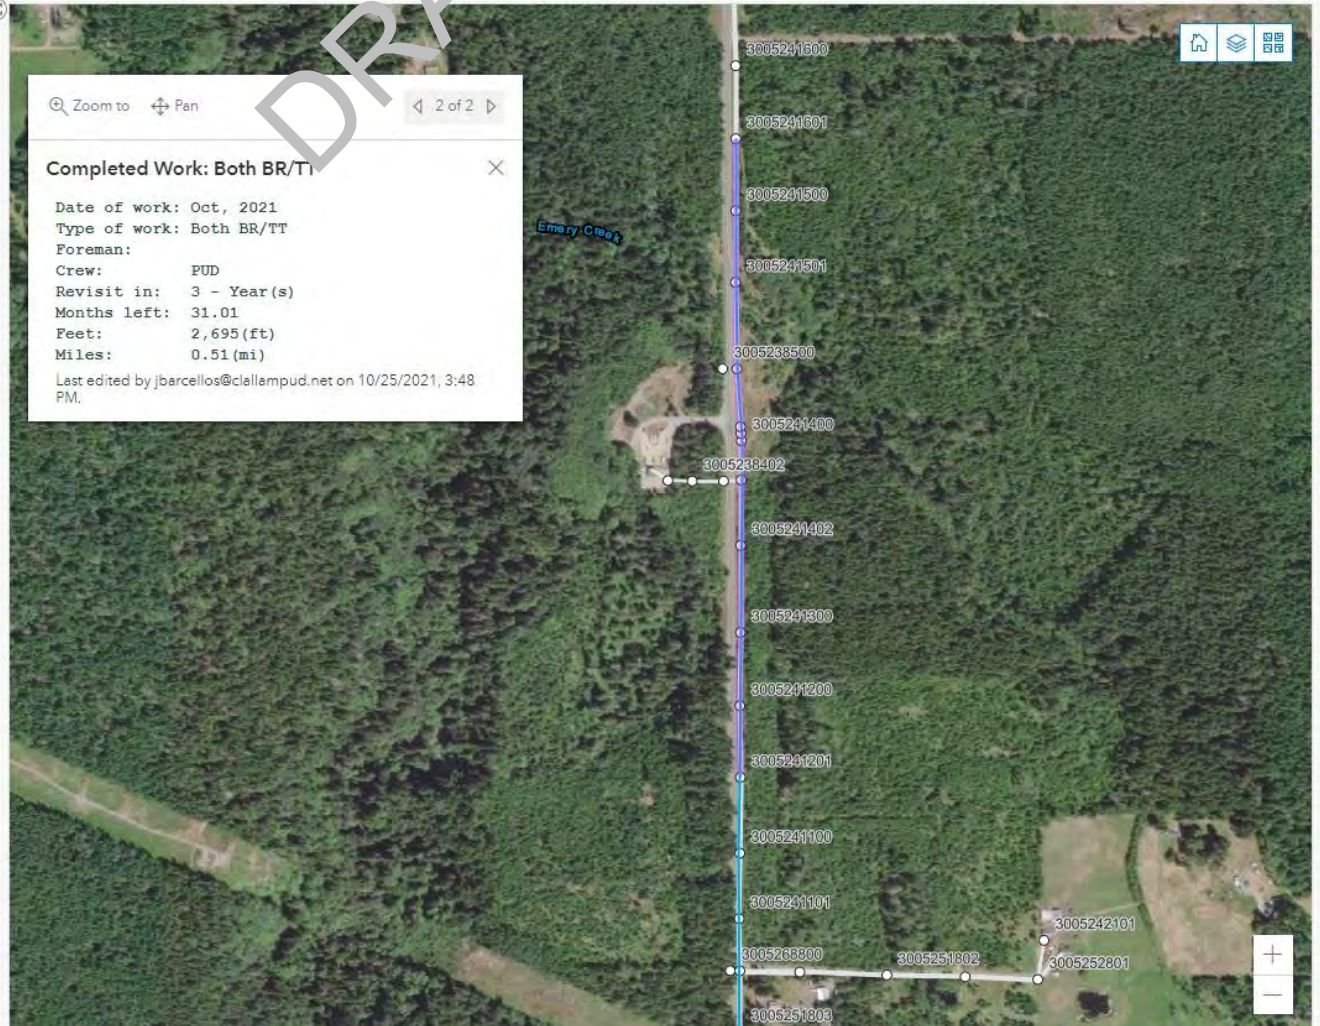 DRA
3005241600
Zoom to Pan 2 of 2
3005241601
Completed Work: Both BR/TT
3005241500
Date of work: Oct, 2021
Type of work: Both BR/TT
Foreman:
Crew: PUD
Revisit in: 3 - Year(s)
Months left: 31.01
Feet: 2,695(ft)
Miles: 0.51(mi)
Last edited by jbarcellos@clallampud.net on 10/25/2021, 3:48
PM.
Emery Creek
3005241501
3005238500
3005241400
3005238402
3005241402
3005241300
3005241200
3005241201
3005241100
3005241101
3005242101
3005268800
3005251802
3005252801
3005251803